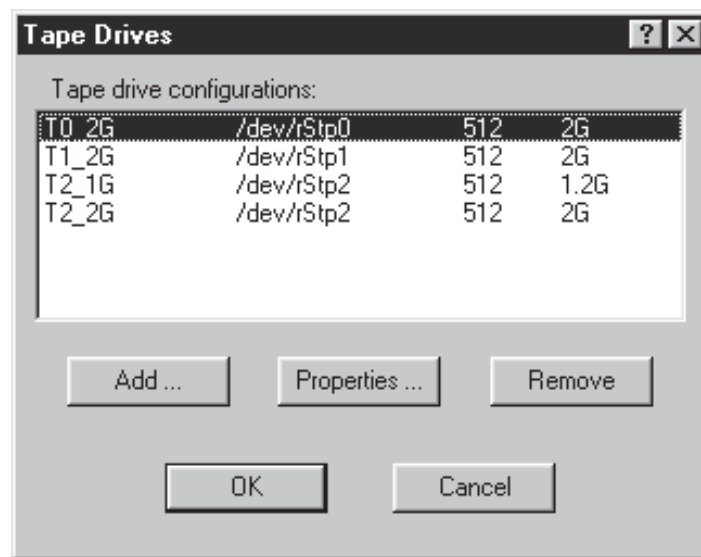 Tape Drives
Tape drive configurations:
T0_2G /dev/rStp0 512 2G
T1_2G /dev/rStp1 512 2G
T2_1G /dev/rStp2 512 1.2G
T2_2G /dev/rStp2 512 2G
Add ... Properties ... Remove
OK Cancel